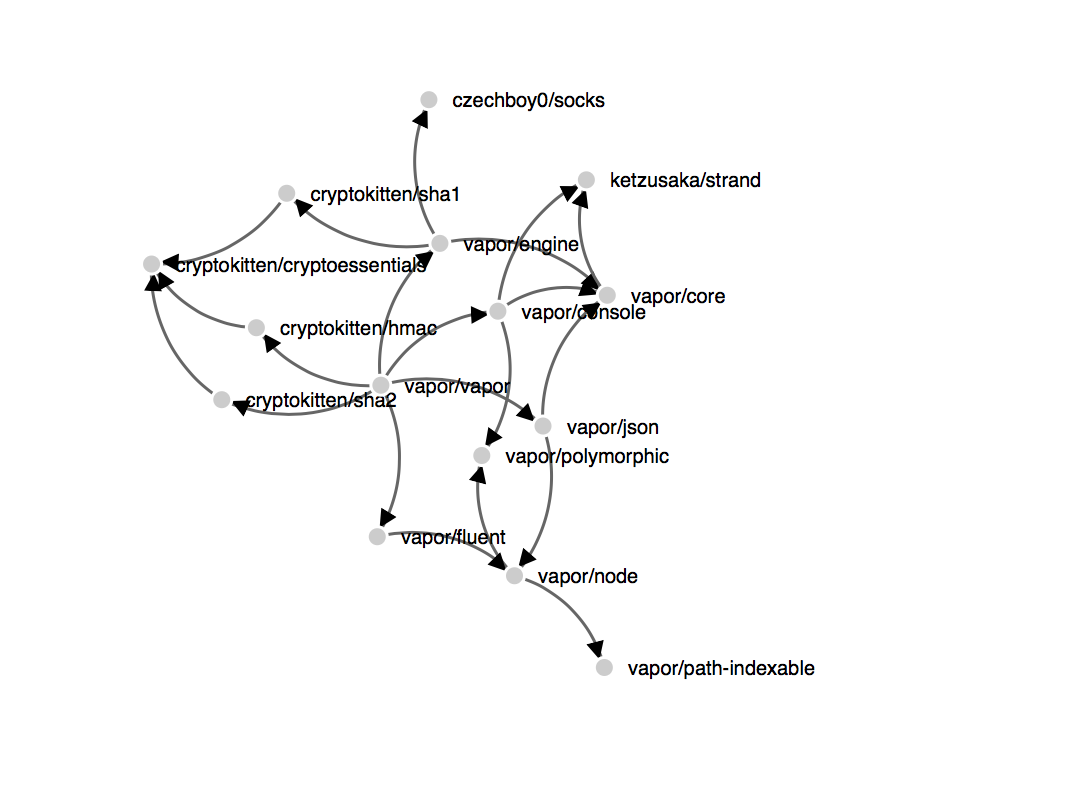 czechboy0/socks
ketzusaka/strand
cryptokitten/sha1
vapor/engine
cryptokitten/cryptoessentials
vapor/core
vapor/console
cryptokitten/hmac
vapor/vapor
cryptokitten/sha2
vapor/json
vapor/polymorphic
vapor/fluent
vapor/node
vapor/path-indexable